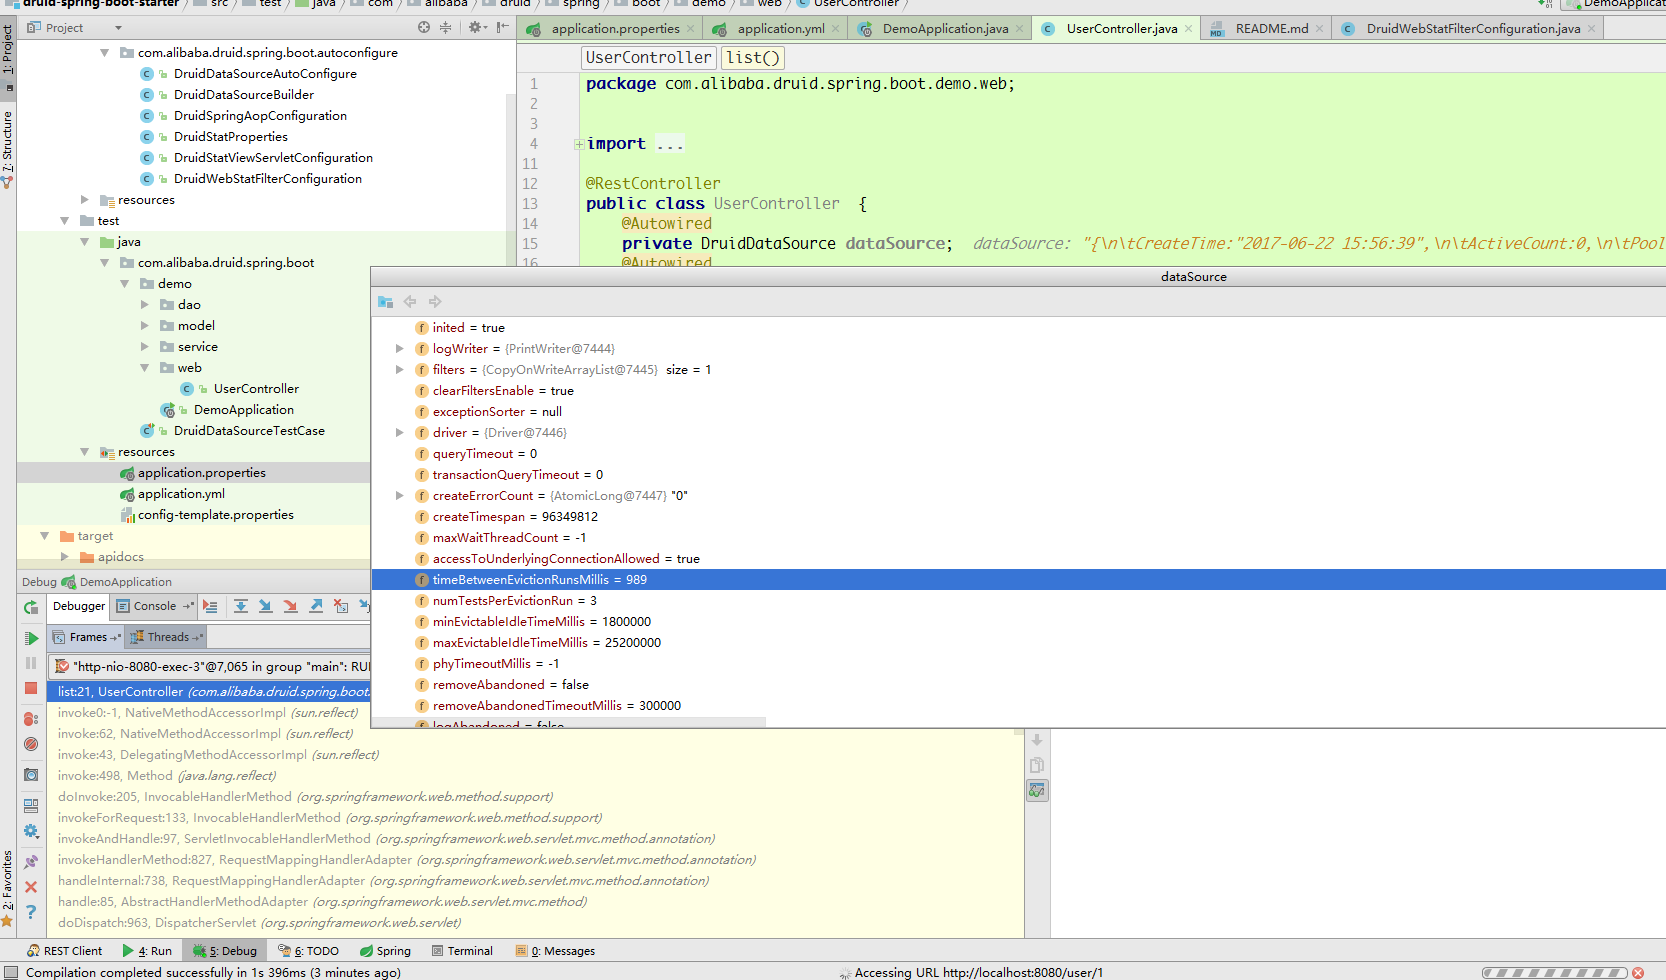 druid-spring-boot-starter src test java com alibaba druid spring boot demo web UserController DemoApplicat
1: Project
7: Structure
2: Favorites
Project
com.alibaba.druid.spring.boot.autoconfigure
DruidDataSourceAutoConfigure
DruidDataSourceBuilder
DruidSpringAopConfiguration
DruidStatProperties
DruidStatViewServletConfiguration
DruidWebStatFilterConfiguration
resources
test
java
com.alibaba.druid.spring.boot
demo
dao
model
service
web
UserController
DemoApplication
DruidDataSourceTestCase
resources
application.properties
application.yml
config-template.properties
target
apidocs
application.properties application.yml DemoApplication.java UserController.java README.md DruidWebStatFilterConfiguration.java
UserController list()
1 package com.alibaba.druid.spring.boot.demo.web;
2
3
4 import ...
11
12 @RestController
13 public class UserController {
14 @Autowired
15 private DruidDataSource dataSource; dataSource: "{\n\tCreateTime:"2017-06-22 15:56:39",\n\tActiveCount:0,\n\tPool
16 @Autowired
dataSource
inited = true
logWriter = {PrintWriter@7444}
filters = {CopyOnWriteArrayList@7445} size = 1
clearFiltersEnable = true
exceptionSorter = null
driver = {Driver@7446}
queryTimeout = 0
transactionQueryTimeout = 0
createErrorCount = {AtomicLong@7447} "0"
createTimespan = 96349812
maxWaitThreadCount = -1
accessToUnderlyingConnectionAllowed = true
timeBetweenEvictionRunsMillis = 989
numTestsPerEvictionRun = 3
minEvictableIdleTimeMillis = 1800000
maxEvictableIdleTimeMillis = 25200000
phyTimeoutMillis = -1
removeAbandoned = false
removeAbandonedTimeoutMillis = 300000
logAbandoned = false
Debug DemoApplication
Debugger Console
Frames Threads
"http-nio-8080-exec-3"@7,065 in group "main": RU
list:21, UserController (com.alibaba.druid.spring.boot.
invoke0:-1, NativeMethodAccessorImpl (sun.reflect)
invoke:62, NativeMethodAccessorImpl (sun.reflect)
invoke:43, DelegatingMethodAccessorImpl (sun.reflect)
invoke:498, Method (java.lang.reflect)
doInvoke:205, InvocableHandlerMethod (org.springframework.web.method.support)
invokeForRequest:133, InvocableHandlerMethod (org.springframework.web.method.support)
invokeAndHandle:97, ServletInvocableHandlerMethod (org.springframework.web.servlet.mvc.method.annotation)
invokeHandlerMethod:827, RequestMappingHandlerAdapter (org.springframework.web.servlet.mvc.method.annotation)
handleInternal:738, RequestMappingHandlerAdapter (org.springframework.web.servlet.mvc.method.annotation)
handle:85, AbstractHandlerMethodAdapter (org.springframework.web.servlet.mvc.method)
doDispatch:963, DispatcherServlet (org.springframework.web.servlet)
REST Client 4: Run 5: Debug 6: TODO Spring Terminal 0: Messages
Compilation completed successfully in 1s 396ms (3 minutes ago) Accessing URL http://localhost:8080/user/1